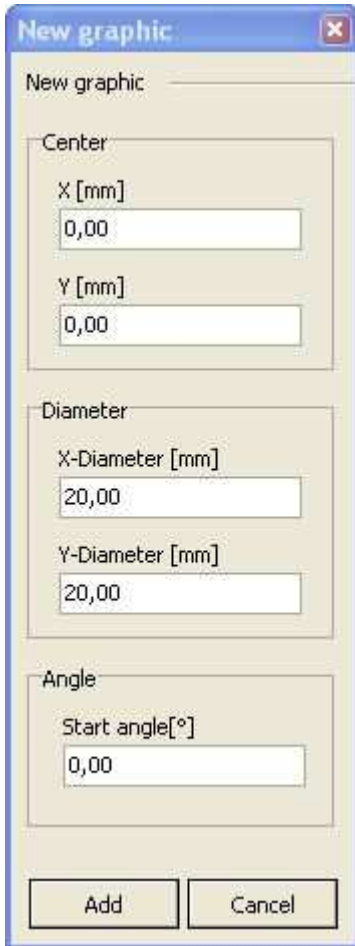 New graphic
New graphic
Center
X [mm]
0,00
Y [mm]
0,00
Diameter
X-Diameter [mm]
20,00
Y-Diameter [mm]
20,00
Angle
Start angle[°]
0,00
Add Cancel